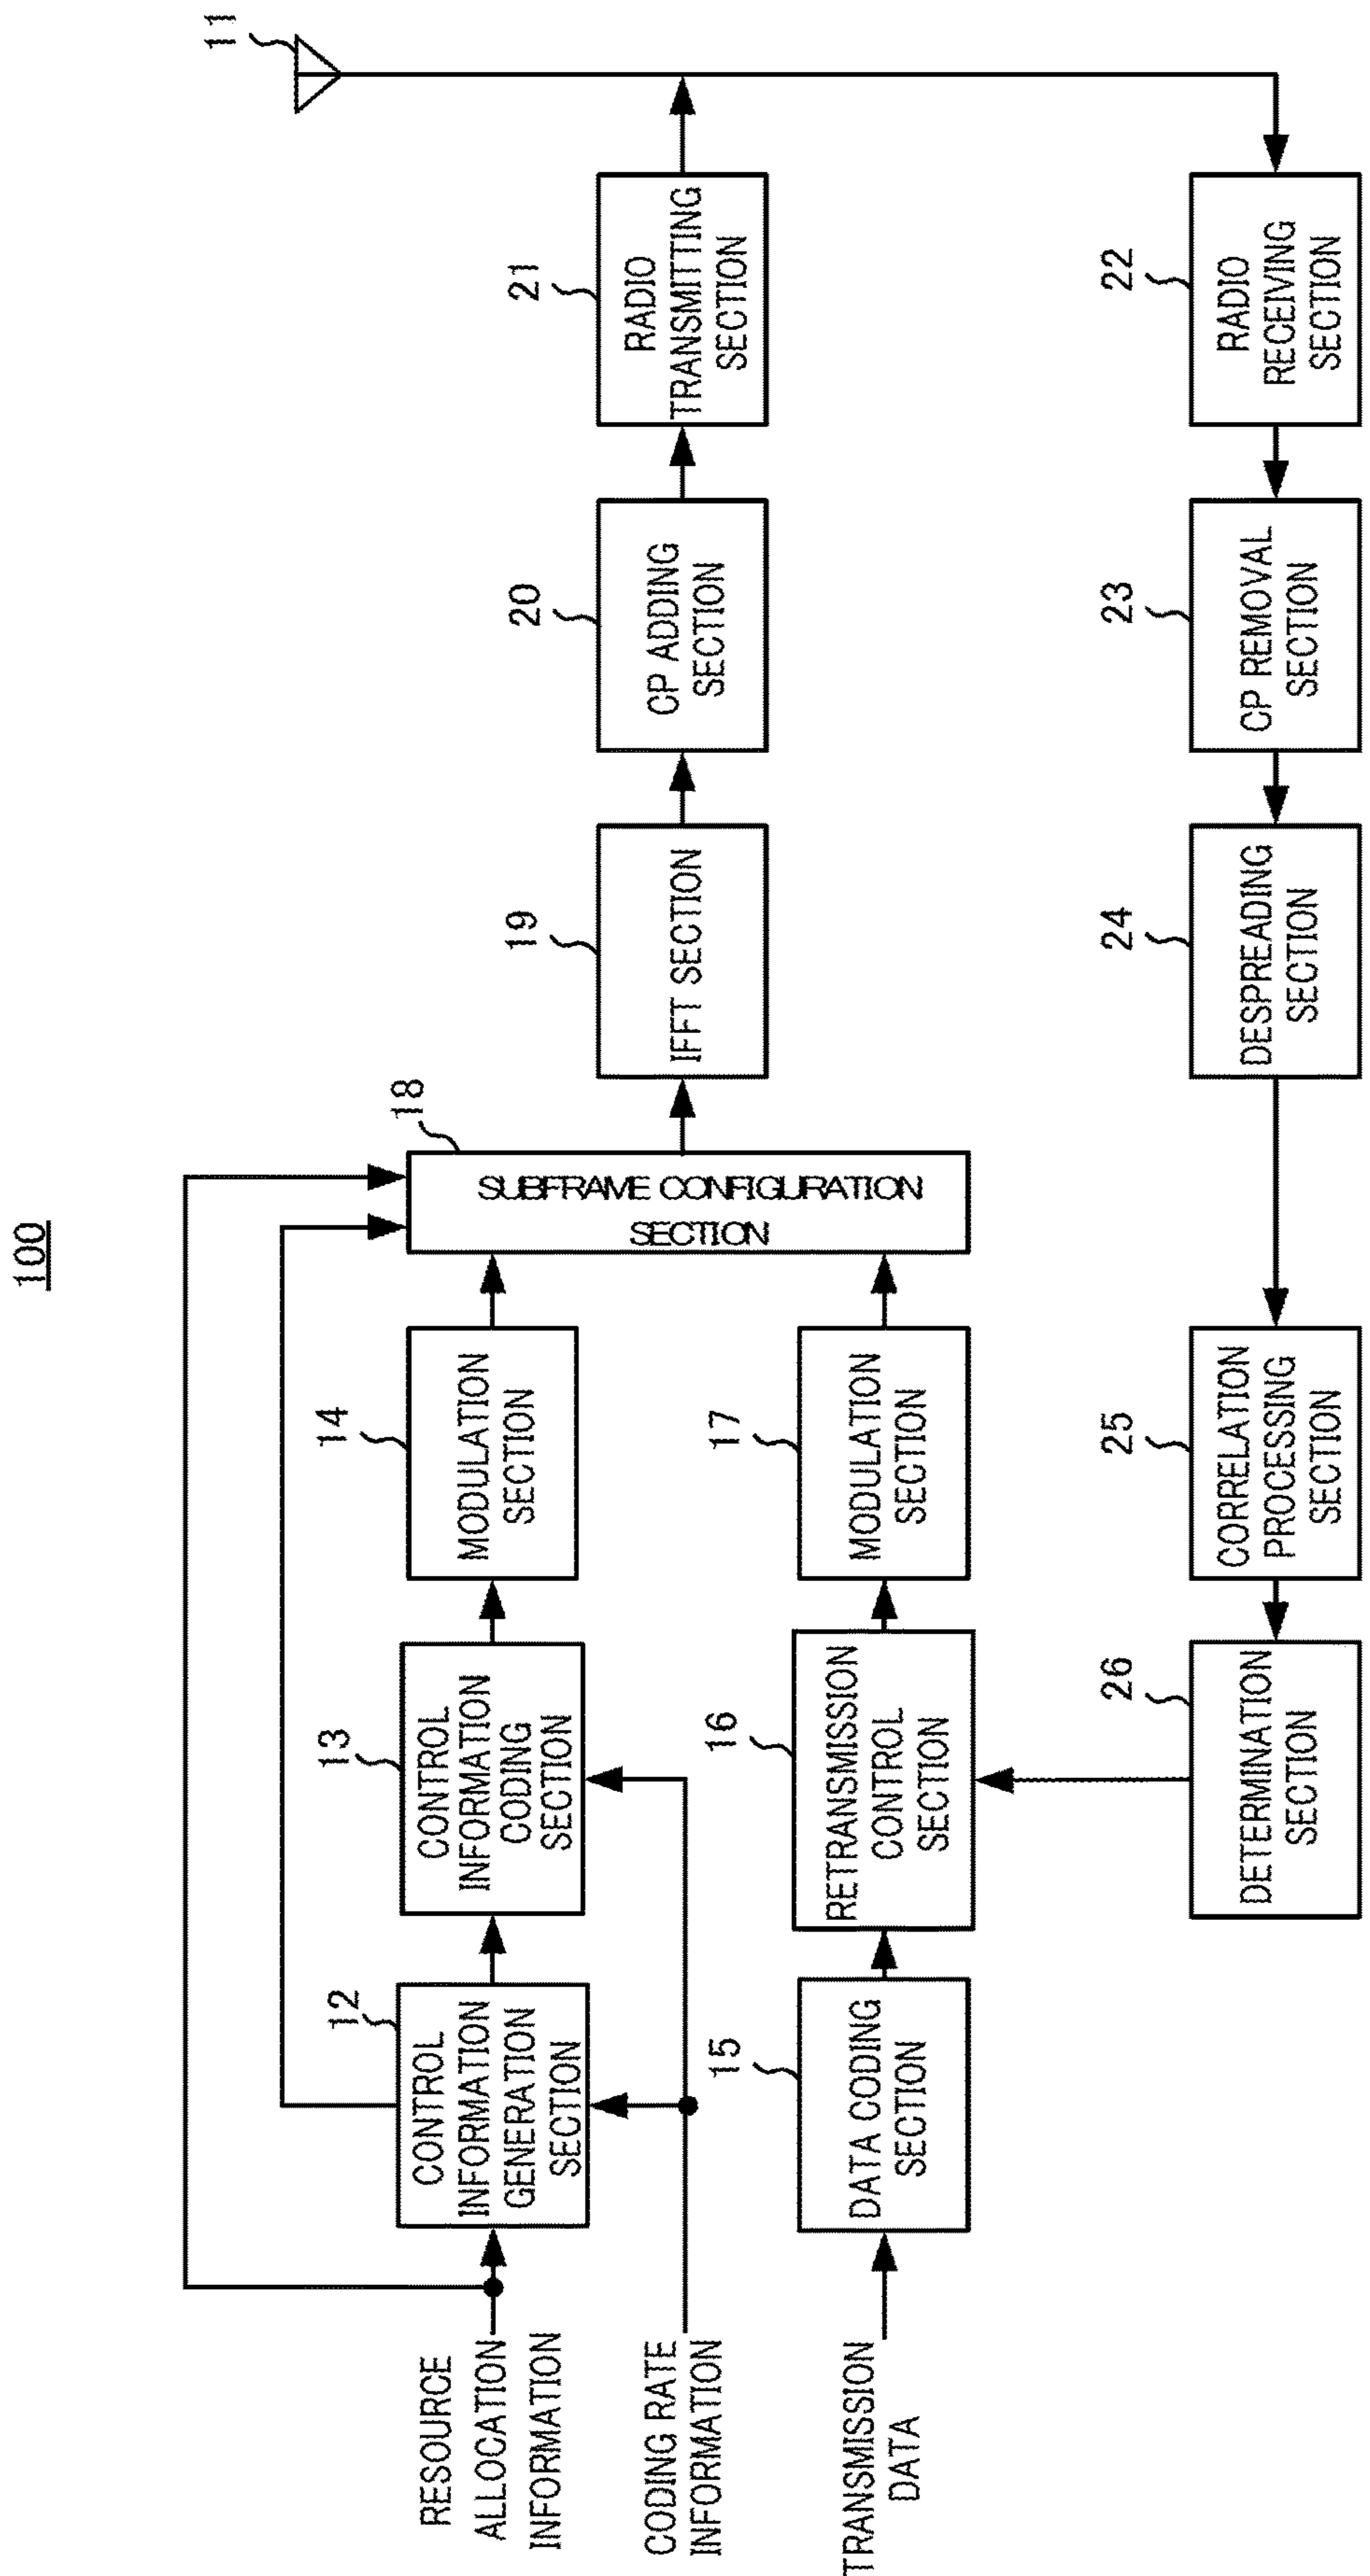 100
11
RESOURCE
ALLOCATION
INFORMATION
12
CONTROL
INFORMATION
GENERATION
SECTION
13
CONTROL
INFORMATION
CODING
SECTION
14
MODULATION
SECTION
18
SUBFRAME CONFIGURATION
SECTION
19
IFFT SECTION
20
CP ADDING
SECTION
21
RADIO
TRANSMITTING
SECTION
CODING RATE
INFORMATION
TRANSMISSION
DATA
15
DATA CODING
SECTION
16
RETRANSMISSION
CONTROL
SECTION
17
MODULATION
SECTION
26
DETERMINATION
SECTION
25
CORRELATION
PROCESSING
SECTION
24
DESPREADING
SECTION
23
CP REMOVAL
SECTION
22
RADIO
RECEIVING
SECTION